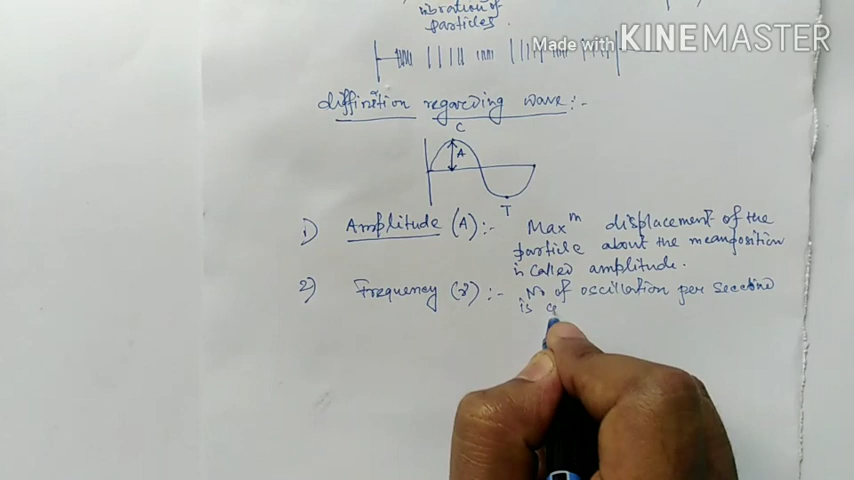 vibration of
particles.
Made with KINEMASTER
diffinition regarding wave:-
C
A
T
1) Amplitude (A):- Max^m displacement of the
particle about the meanposition
is called amplitude.
2) Frequency (ν):- No of oscillation per second
is